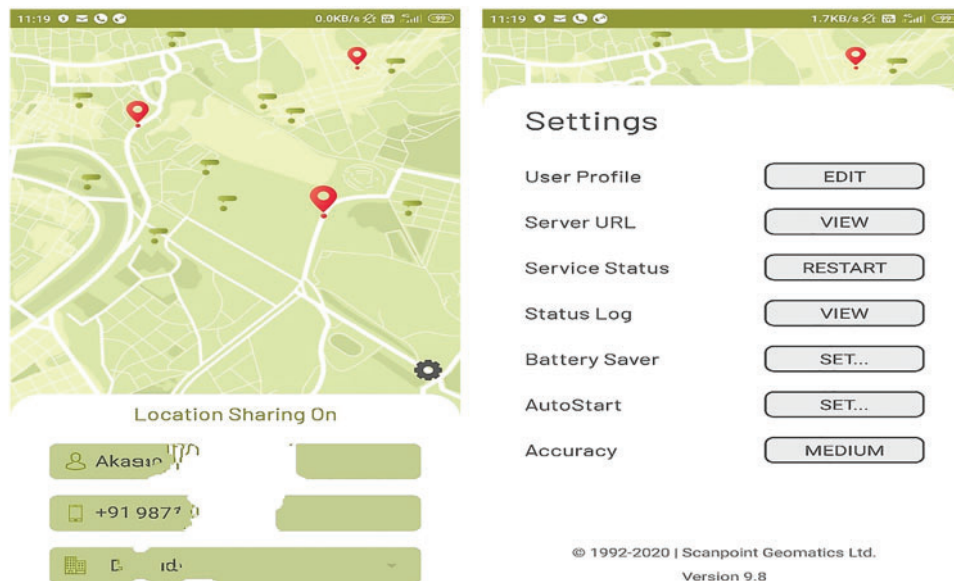 11:19 0.0KB/s 99
Location Sharing On
+91 987
11:19 1.7KB/s 99
Settings
User Profile EDIT
Server URL VIEW
Service Status RESTART
Status Log VIEW
Battery Saver SET...
AutoStart SET...
Accuracy MEDIUM
© 1992-2020 | Scanpoint Geomatics Ltd.
Version 9.8